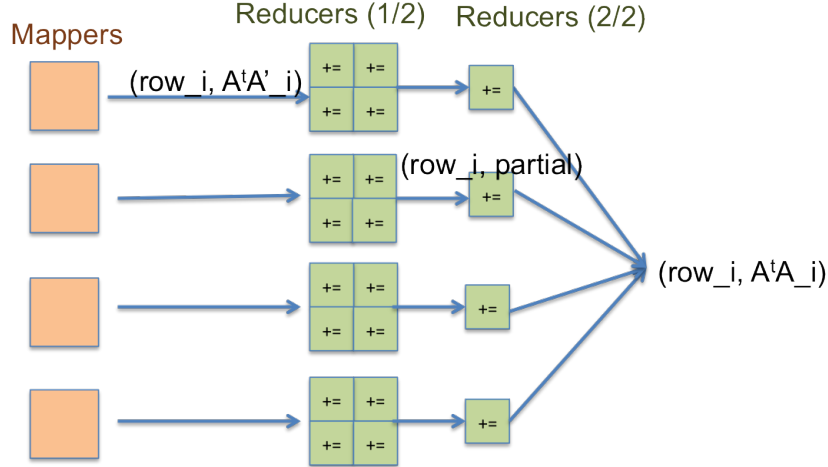 Reducers (1/2)
Reducers (2/2)
Mappers
(row_i, AᵗA’_i)
+= +=
+=
+= +=
(row_i, partial)
+= +=
+=
+= +=
(row_i, AᵗA_i)
+= +=
+=
+= +=
+= +=
+=
+= +=